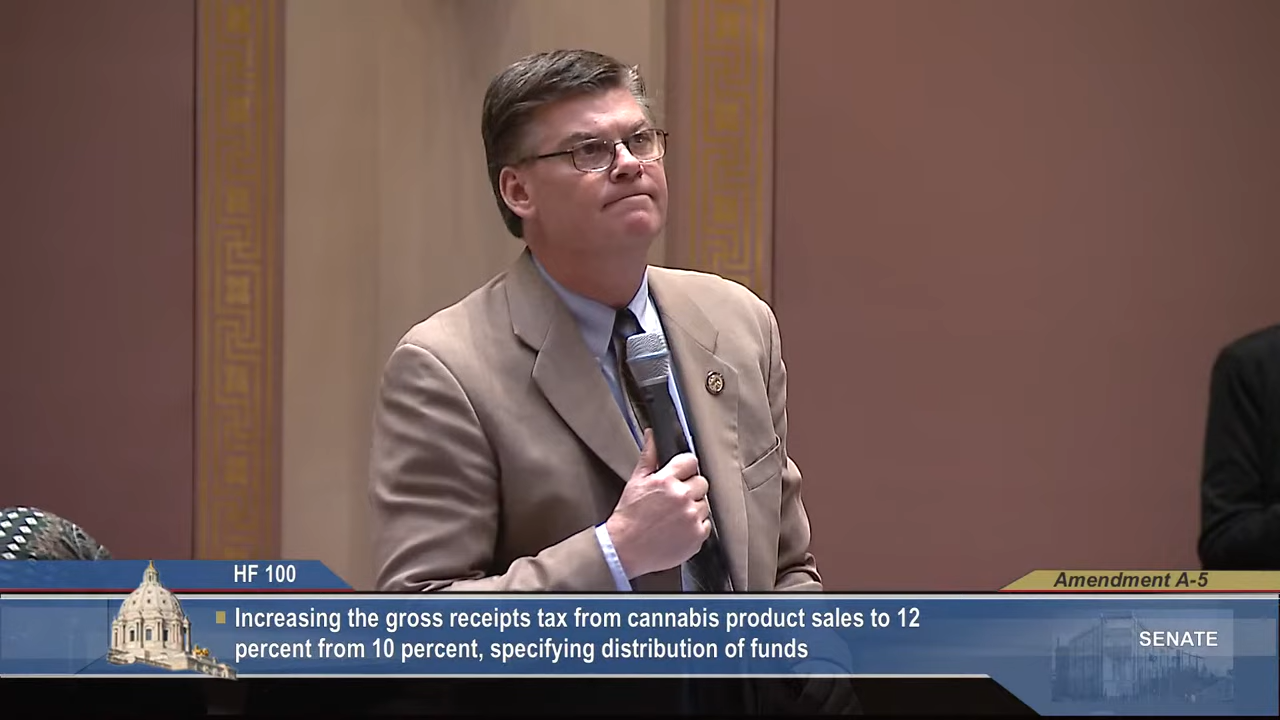 HF 100
Amendment A-5
Increasing the gross receipts tax from cannabis product sales to 12
percent from 10 percent, specifying distribution of funds
SENATE